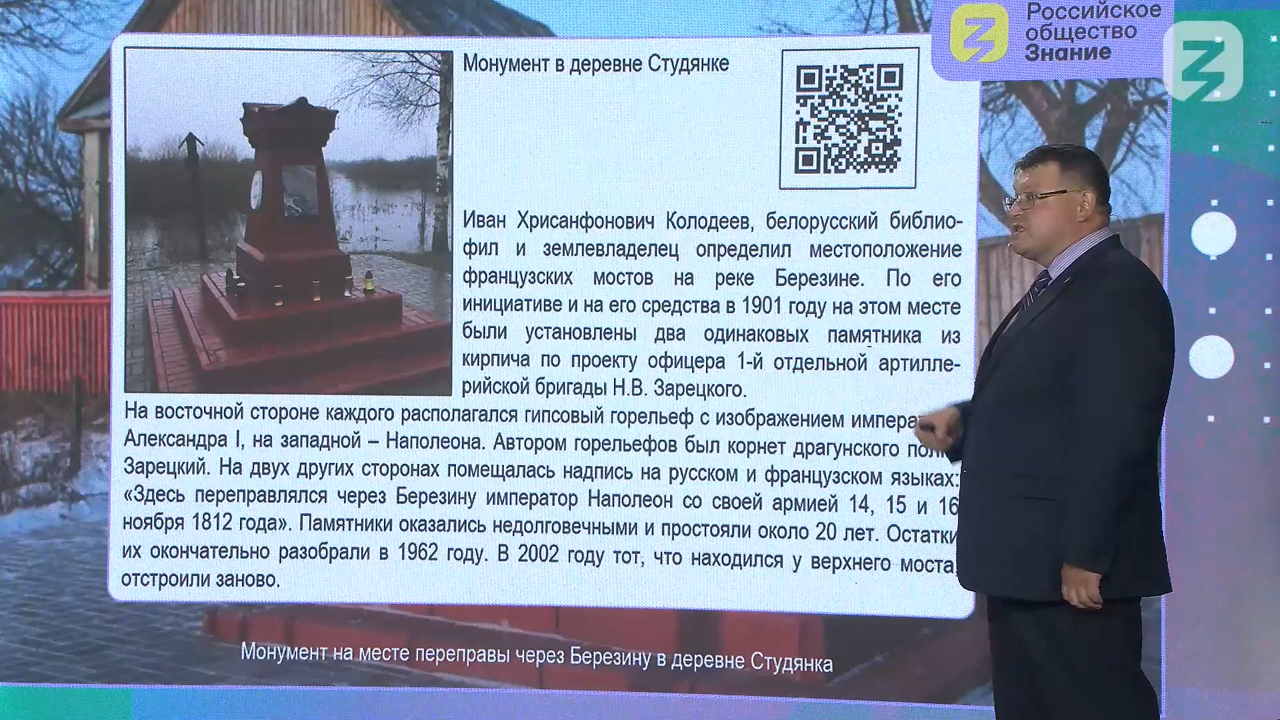 Российское
общество
Знание
Монумент в деревне Студянке
Иван Хрисанфонович Колодеев, белорусский библио-
фил и землевладелец определил местоположение
французских мостов на реке Березине. По его
инициативе и на его средства в 1901 году на этом месте
были установлены два одинаковых памятника из
кирпича по проекту офицера 1-й отдельной артилле-
рийской бригады Н.В. Зарецкого.
На восточной стороне каждого располагался гипсовый горельеф с изображением
Александра I, на западной – Наполеона. Автором горельефов был корнет драгунского
Зарецкий. На двух других сторонах помещалась надпись на русском и французском языках:
«Здесь переправлялся через Березину император Наполеон со своей армией 14, 15 и 16
ноября 1812 года». Памятники оказались недолговечными и простояли около 20 лет. Остатки
их окончательно разобрали в 1962 году. В 2002 году тот, что находился у верхнего моста,
отстроили заново.
Монумент на месте переправы через Березину в деревне Студянка